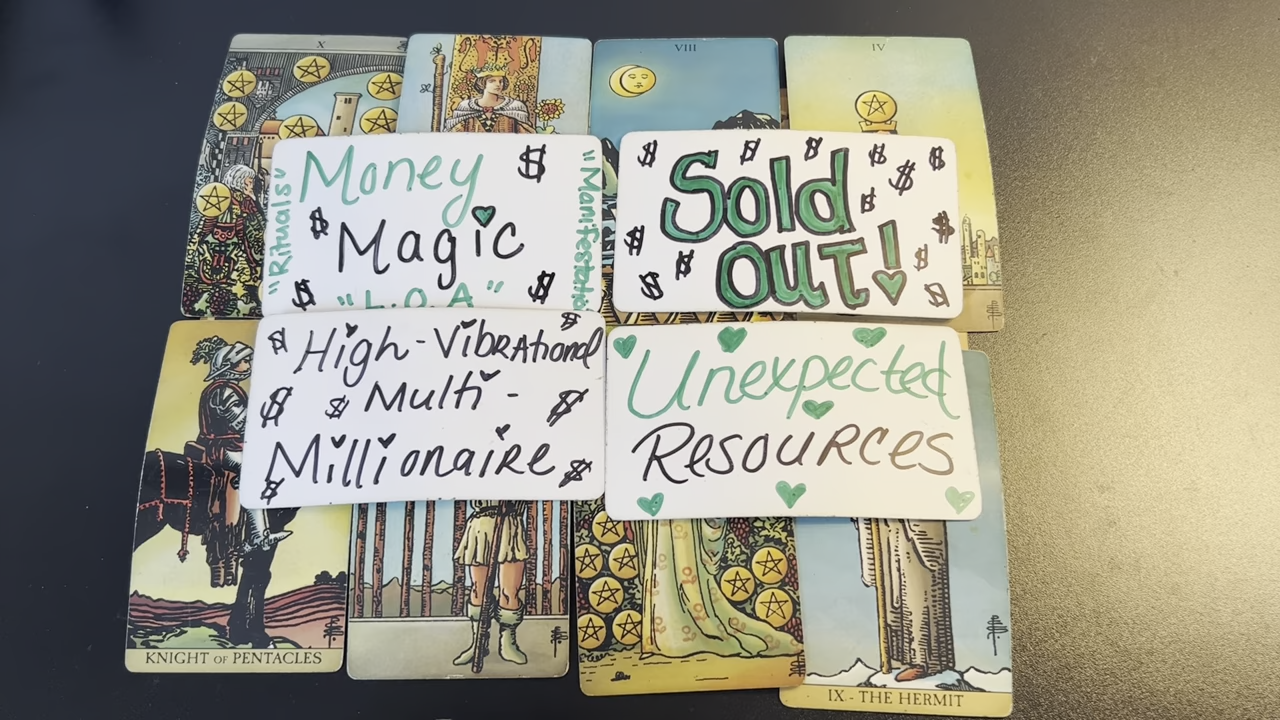 X
VIII
IV
"Rituals"
Money
Magic
"L.O.A"
$
$
$
$
Sold
OUT!
$
$
$
$
$
$
$
$
$
$
$
$
$
High-Vibrational
Multi-
Millionaire
$
$
$
$
$
$
$
Unexpected
Resources
KNIGHT OF PENTACLES
IX.- THE HERMIT